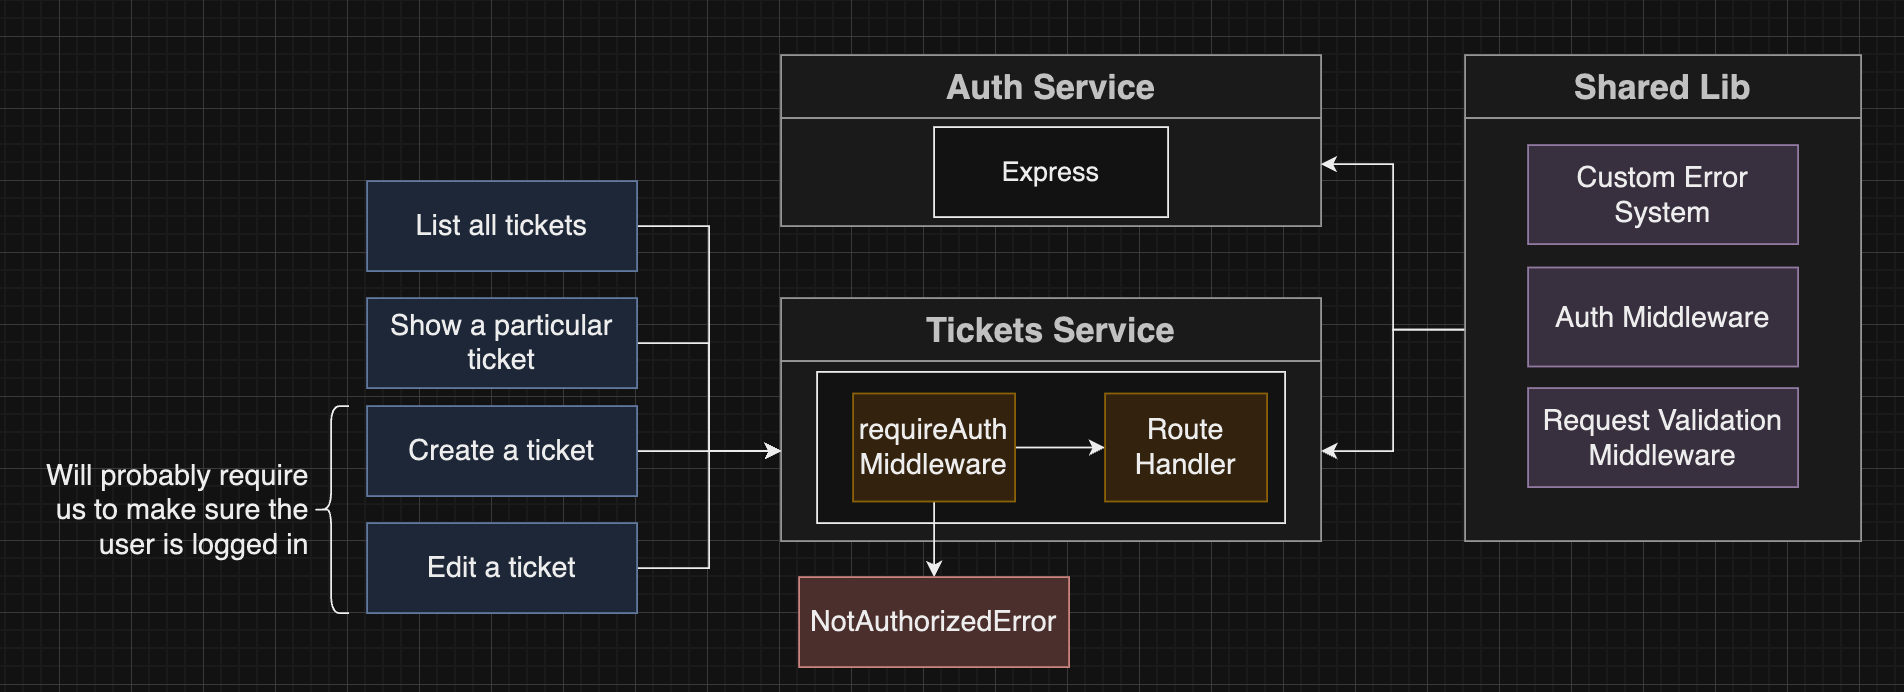 Auth Service
Express
Shared Lib
Custom Error
System
Auth Middleware
Request Validation
Middleware
List all tickets
Show a particular
ticket
Create a ticket
Edit a ticket
Will probably require
us to make sure the
user is logged in
Tickets Service
requireAuth
Middleware
Route
Handler
NotAuthorizedError